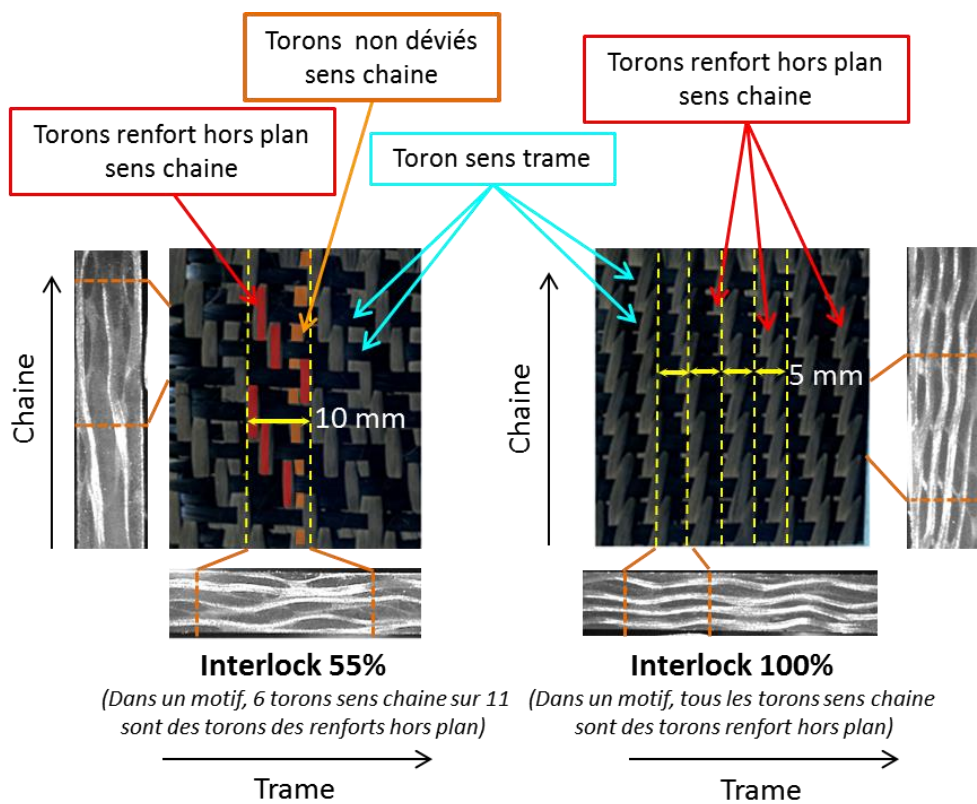 Torons non déviés
sens chaine
Torons renfort hors plan
sens chaine
Torons renfort hors plan
sens chaine
Toron sens trame
Chaine
10 mm
Chaine
5 mm
Interlock 55%
(Dans un motif, 6 torons sens chaine sur 11
sont des torons des renforts hors plan)
Trame
Interlock 100%
(Dans un motif, tous les torons sens chaine
sont des torons renfort hors plan)
Trame